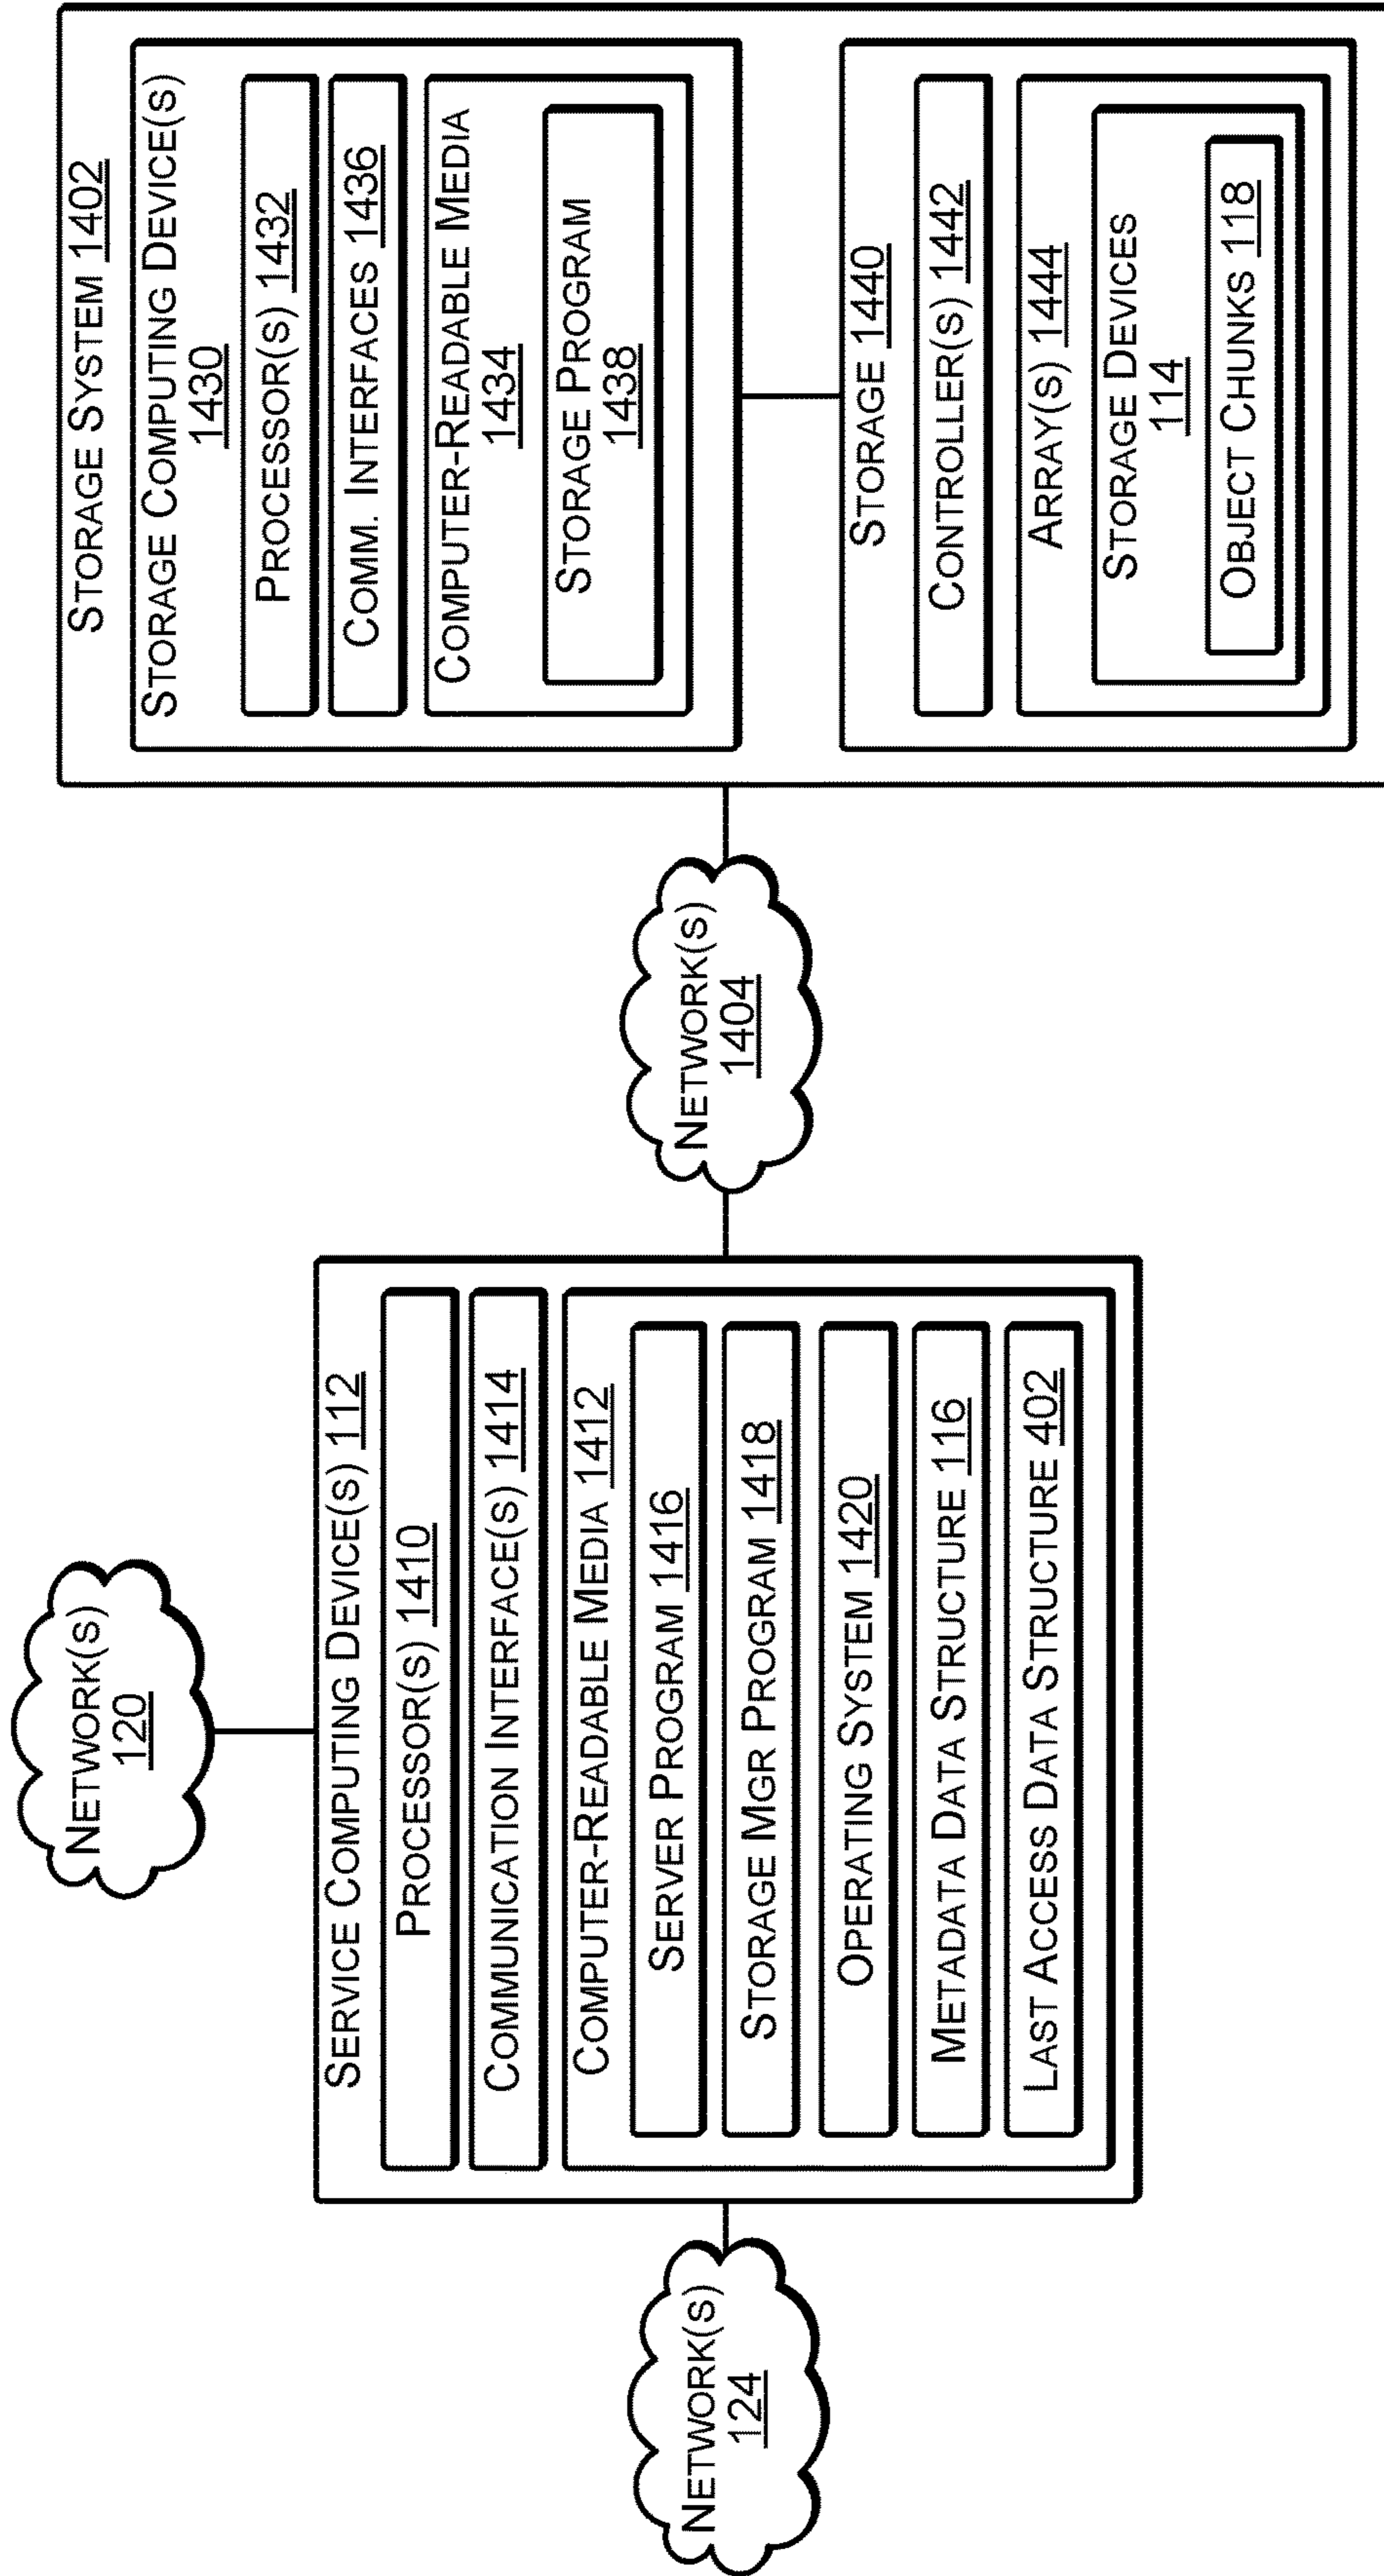 NETWORK(S)
120
NETWORK(S)
124
SERVICE COMPUTING DEVICE(S) 112
PROCESSOR(S) 1410
COMMUNICATION INTERFACE(S) 1414
COMPUTER-READABLE MEDIA 1412
SERVER PROGRAM 1416
STORAGE MGR PROGRAM 1418
OPERATING SYSTEM 1420
METADATA DATA STRUCTURE 116
LAST ACCESS DATA STRUCTURE 402
NETWORK(S)
1404
STORAGE SYSTEM 1402
STORAGE COMPUTING DEVICE(S)
1430
PROCESSOR(S) 1432
COMM. INTERFACES 1436
COMPUTER-READABLE MEDIA
1434
STORAGE PROGRAM
1438
STORAGE 1440
CONTROLLER(S) 1442
ARRAY(S) 1444
STORAGE DEVICES
114
OBJECT CHUNKS 118